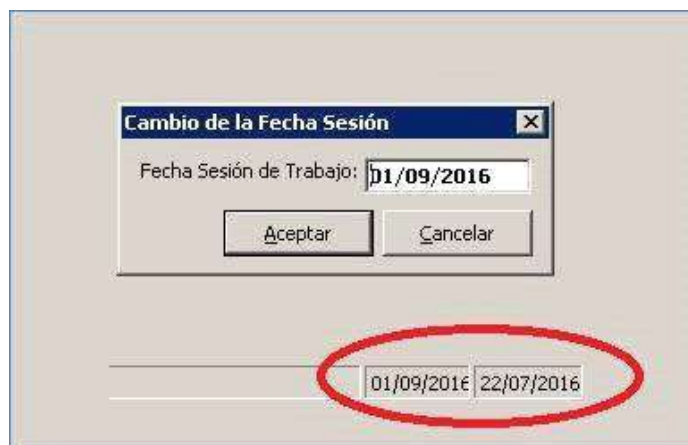 Cambio de la Fecha Sesión
Fecha Sesión de Trabajo: 01/09/2016
Aceptar Cancelar
01/09/2016 22/07/2016